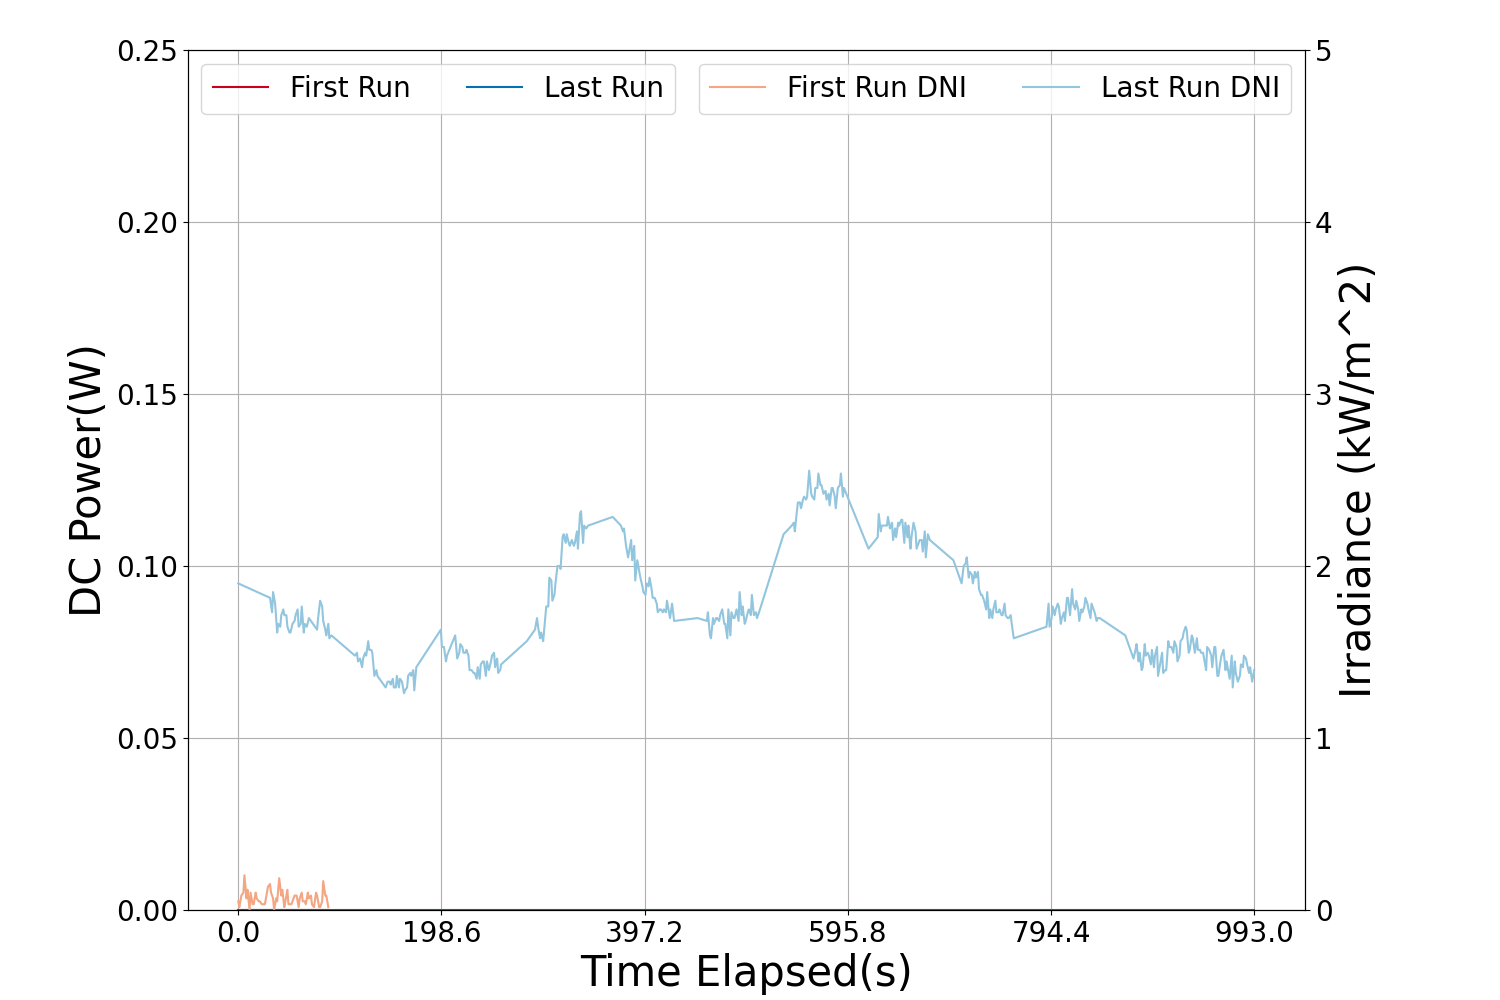 First Run
Last Run
First Run DNI
Last Run DNI
0.25
0.20
0.15
0.10
0.05
0.00
DC Power(W)
5
4
3
2
1
0
Irradiance (kW/m^2)
0.0
198.6
397.2
595.8
794.4
993.0
Time Elapsed(s)